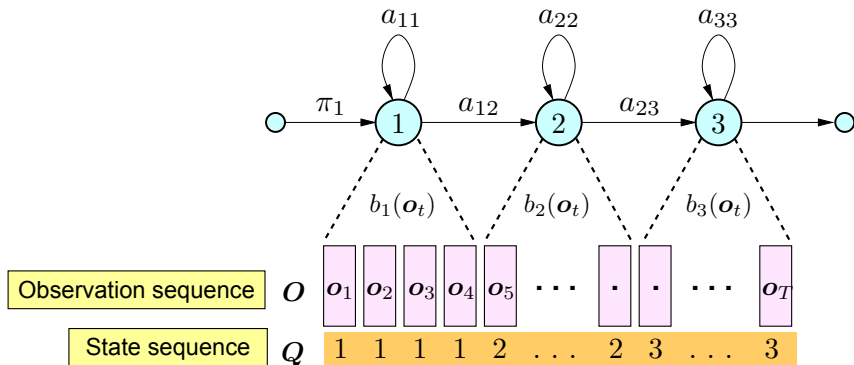 a₁₁ a₂₂ a₃₃
π₁ 1 a₁₂ 2 a₂₃ 3
b₁(oₜ) b₂(oₜ) b₃(oₜ)
Observation sequence O o₁ o₂ o₃ o₄ o₅ ··· · · ··· o_T
State sequence Q 1 1 1 1 2 ... 2 3 ... 3